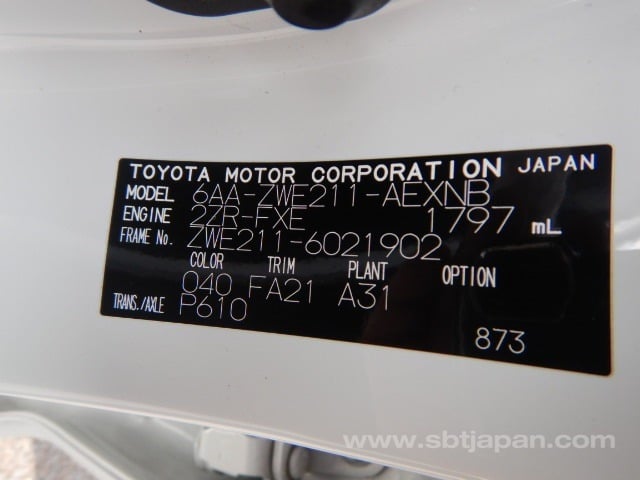 TOYOTA MOTOR CORPORATION JAPAN
MODEL 6AA-ZWE211-AEXNB
ENGINE 2ZR-FXE 1797 mL
FRAME No. ZWE211-6021902
COLOR TRIM PLANT OPTION
040 FA21 A31
TRANS./AXLE P610
873
www.sbtjapan.com